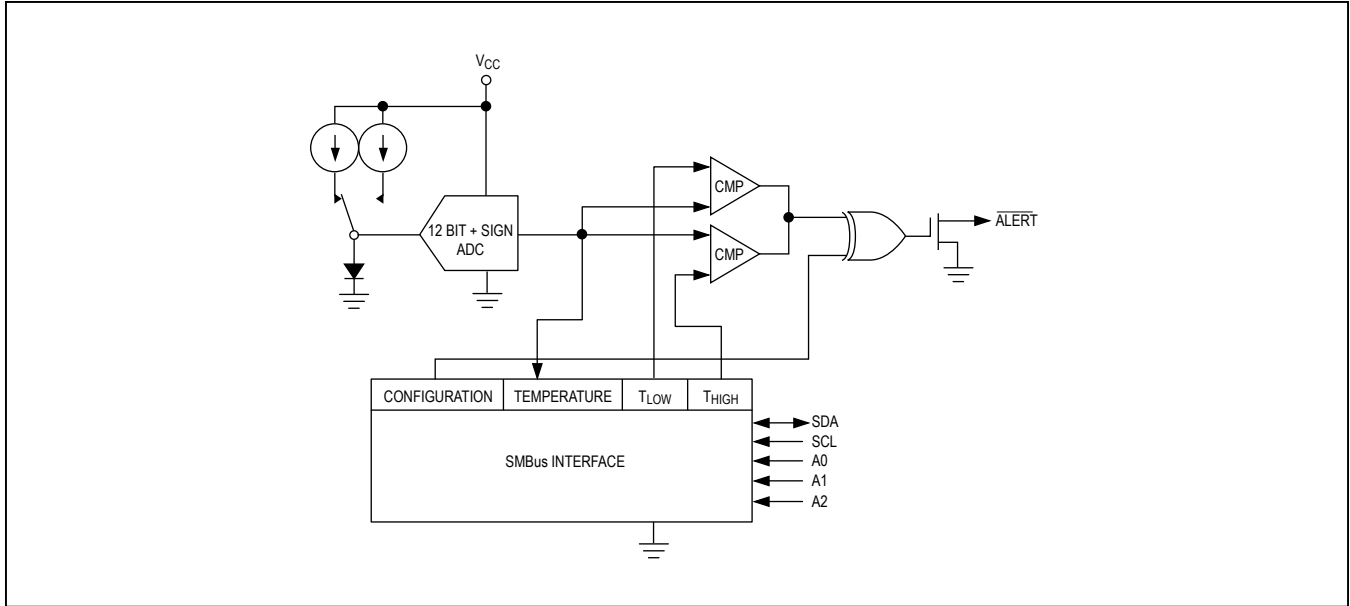 VCC
CMP
12 BIT + SIGN
ADC
CMP
ALERT
CONFIGURATION
TEMPERATURE
TLOW
THIGH
SMBus INTERFACE
SDA
SCL
A0
A1
A2